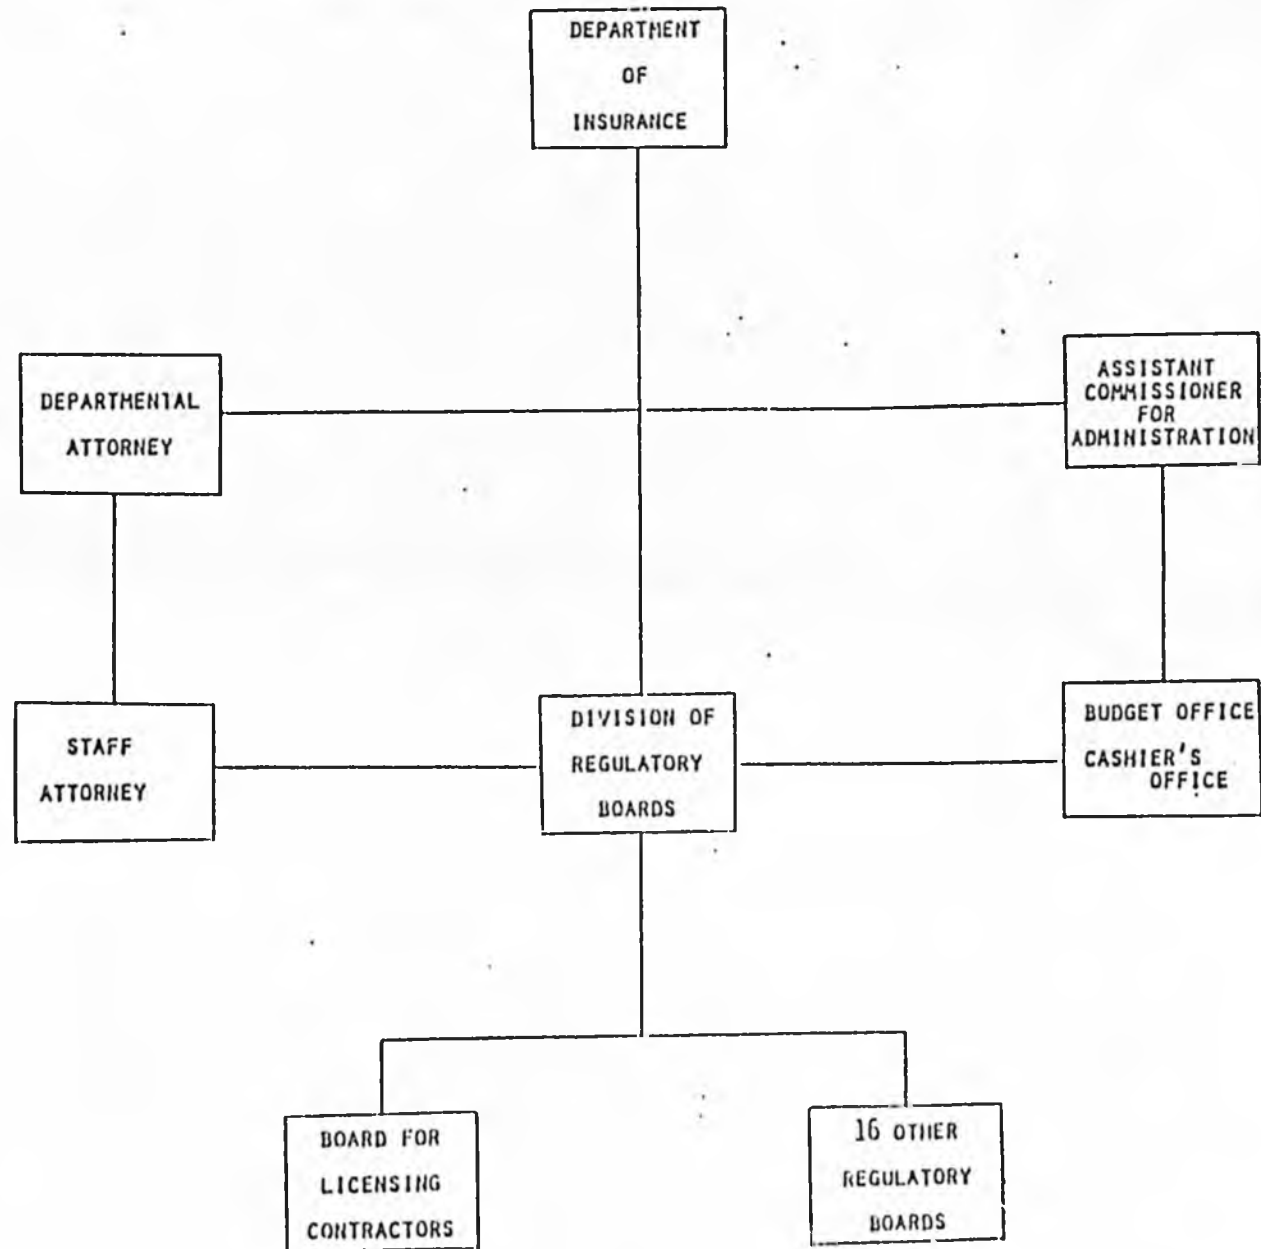 DEPARTMENT
OF
INSURANCE
DEPARTMENTAL
ATTORNEY
ASSISTANT
COMMISSIONER
FOR
ADMINISTRATION
STAFF
ATTORNEY
DIVISION OF
REGULATORY
BOARDS
BUDGET OFFICE
CASHIER'S
OFFICE
BOARD FOR
LICENSING
CONTRACTORS
16 OTHER
REGULATORY
BOARDS